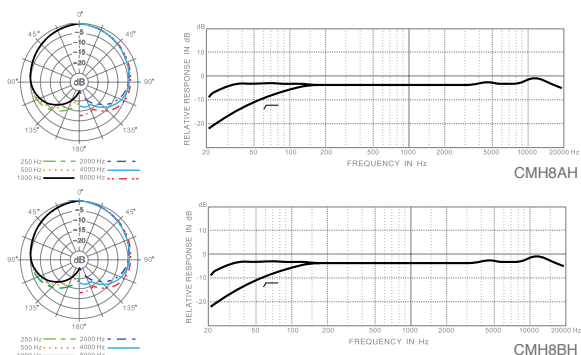 0°
45° 45°
−5
−10
−15
−20
90° dB 90°
135° 135°
180°
250 Hz 2000 Hz
500 Hz 4000 Hz
1000 Hz 8000 Hz
dB
RELATIVE RESPONSE IN dB
10
0
-10
-20
20 50 100 200 500 1000 2000 5000 10000 20000 Hz
FREQUENCY IN Hz
CMH8AH
0°
45° 45°
−5
−10
−15
−20
90° dB 90°
135° 135°
180°
250 Hz 2000 Hz
500 Hz 4000 Hz
dB
RELATIVE RESPONSE IN dB
10
0
-10
-20
20 50 100 200 500 1000 2000 5000 10000 20000 Hz
FREQUENCY IN Hz
CMH8BH